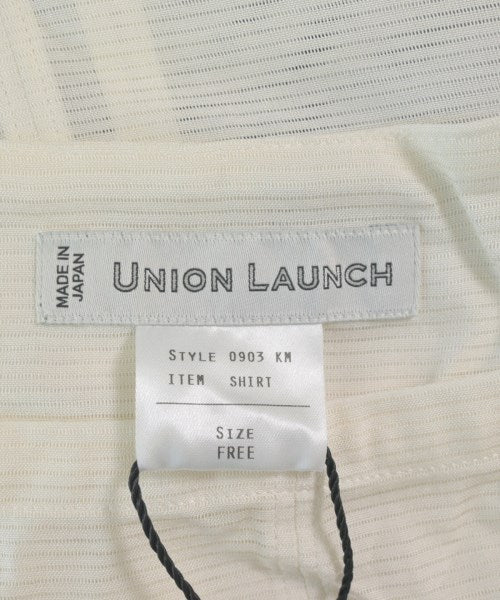 MADE IN
JAPAN
UNION LAUNCH
STYLE 0903 KM
ITEM SHIRT
SIZE
FREE